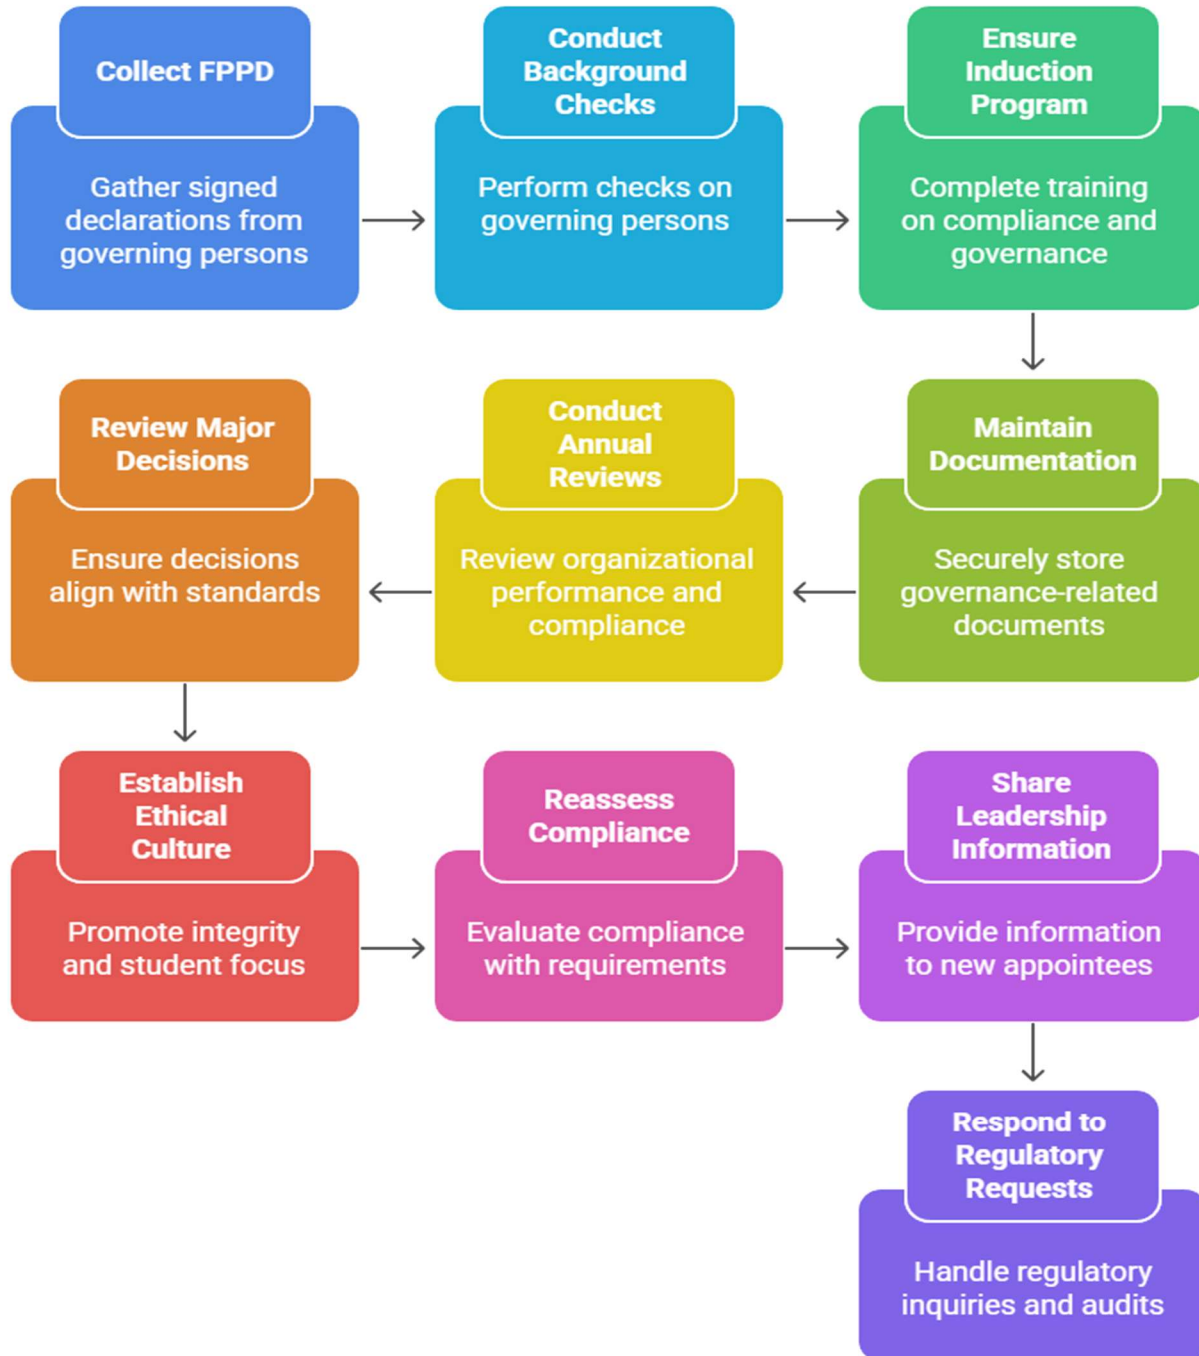 Collect FPPD
Gather signed
declarations from
governing persons
Conduct
Background
Checks
Perform checks on
governing persons
Ensure
Induction
Program
Complete training
on compliance and
governance
Maintain
Documentation
Securely store
governance-related
documents
Conduct
Annual
Reviews
Review organizational
performance and
compliance
Review Major
Decisions
Ensure decisions
align with standards
Establish
Ethical
Culture
Promote integrity
and student focus
Reassess
Compliance
Evaluate compliance
with requirements
Share
Leadership
Information
Provide information
to new appointees
Respond to
Regulatory
Requests
Handle regulatory
inquiries and audits